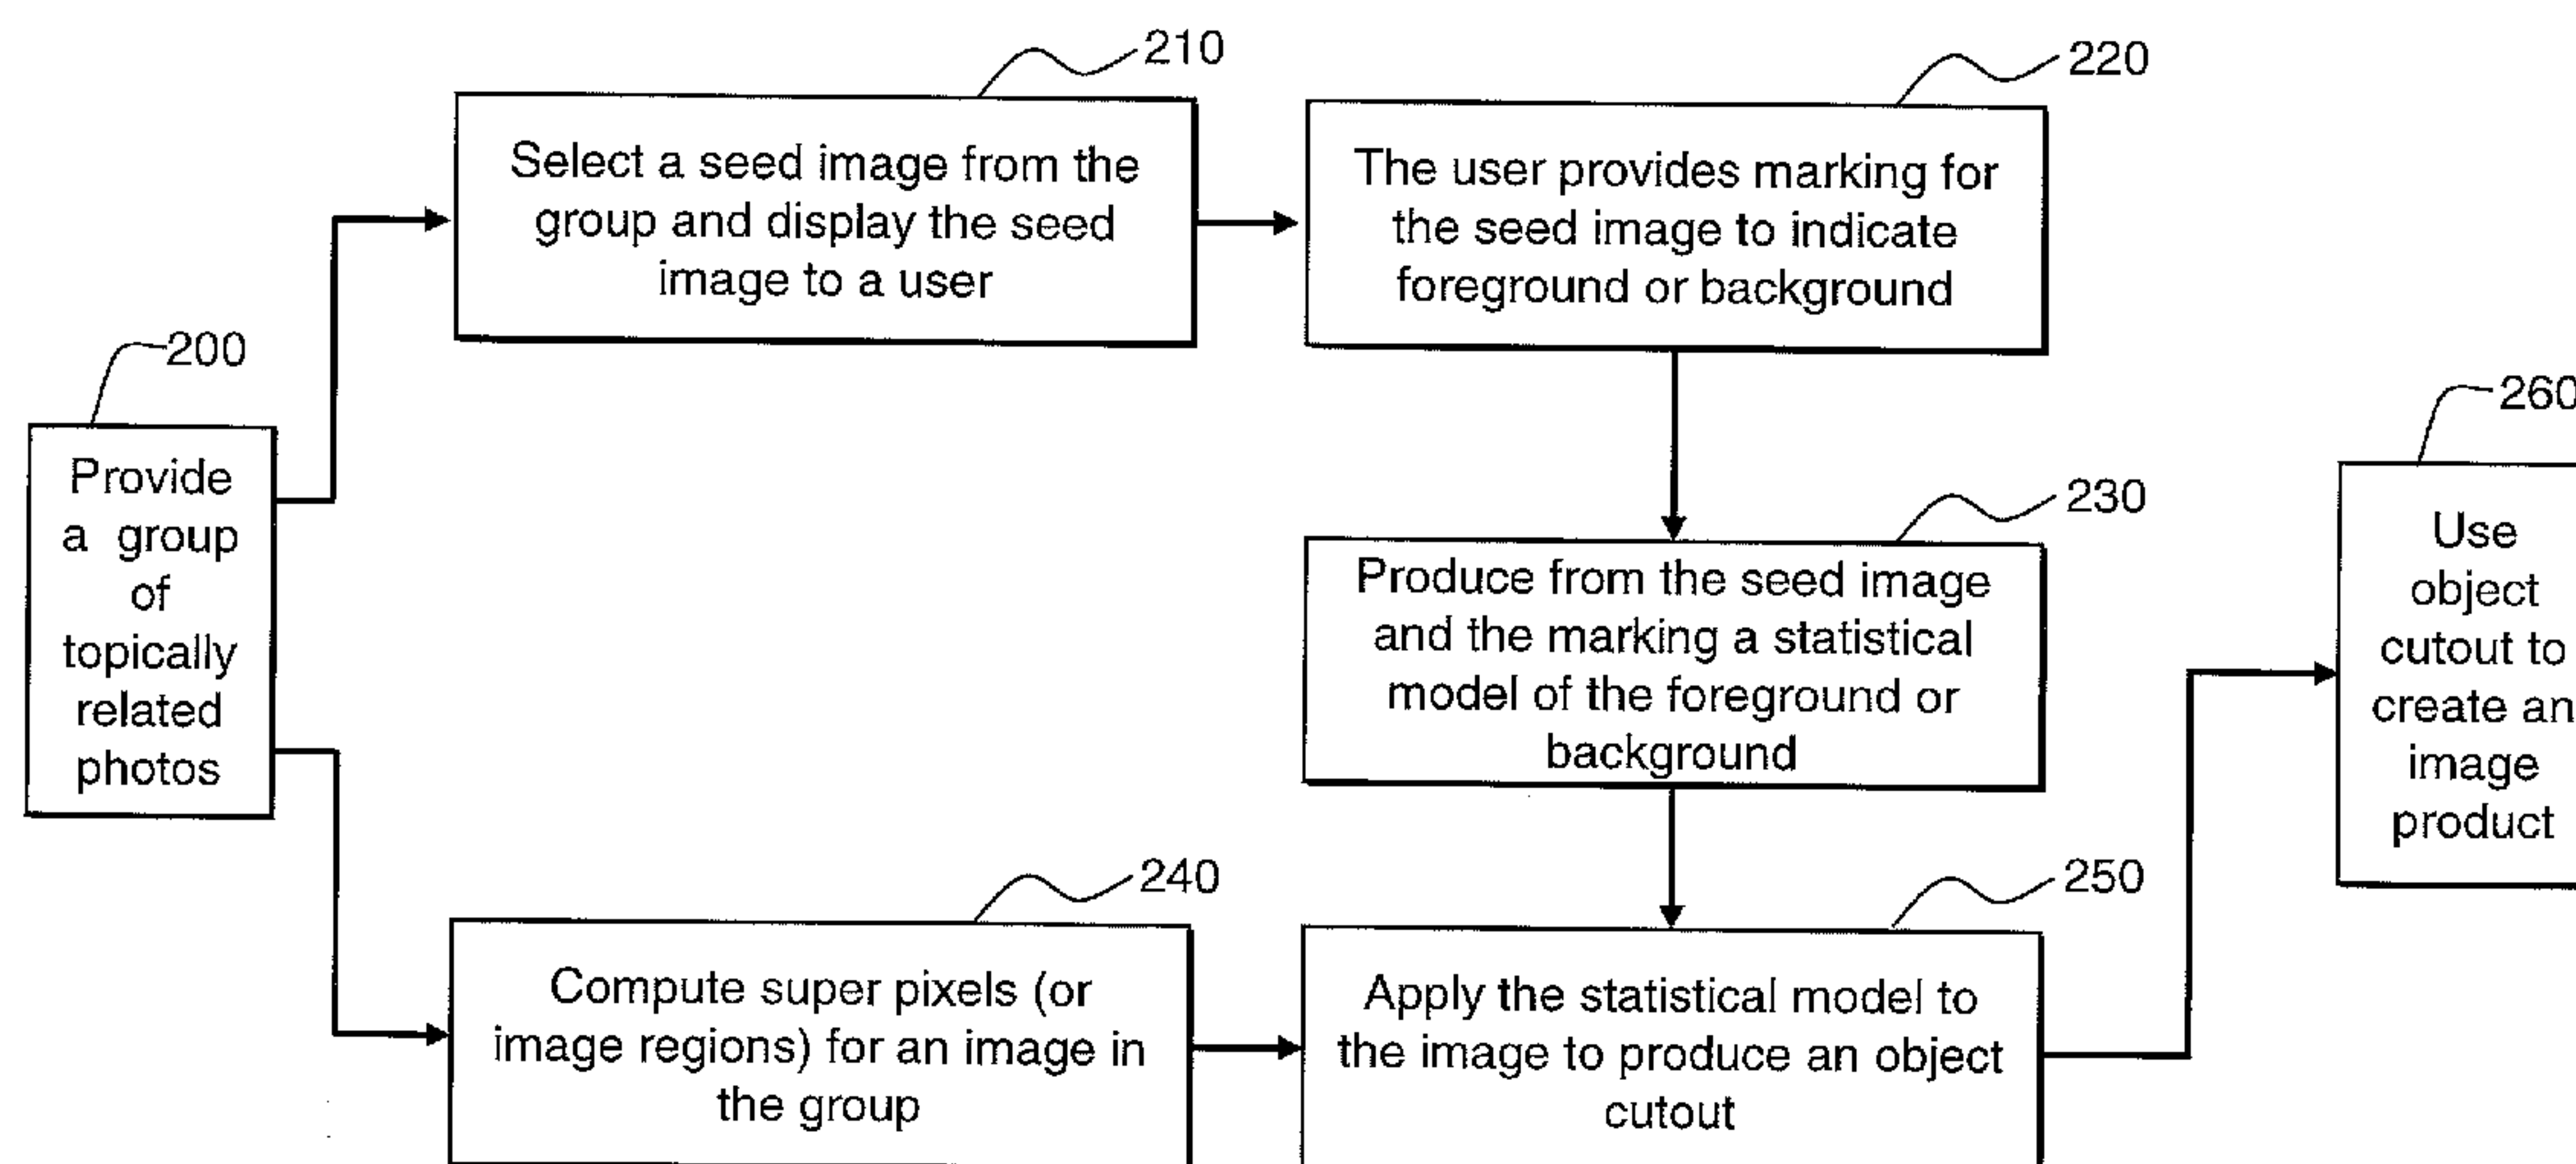 210
Select a seed image from the
group and display the seed
image to a user
220
The user provides marking for
the seed image to indicate
foreground or background
200
Provide
a group
of
topically
related
photos
230
Produce from the seed image
and the marking a statistical
model of the foreground or
background
240
Compute super pixels (or
image regions) for an image in
the group
250
Apply the statistical model to
the image to produce an object
cutout
260
Use
object
cutout to
create an
image
product